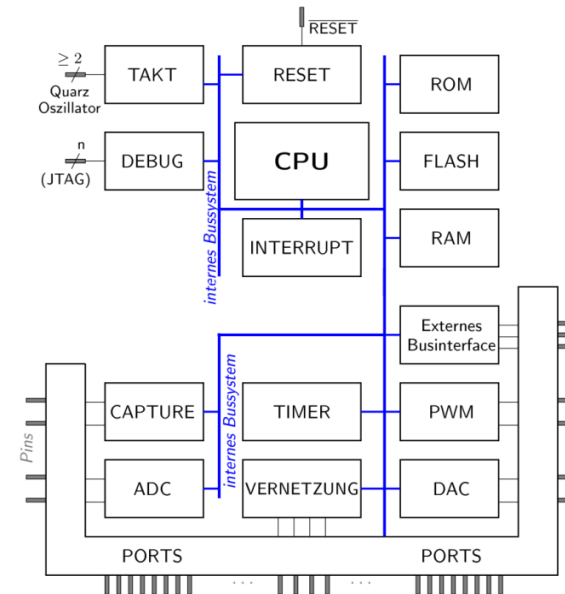 RESET
≥ 2
TAKT
RESET
ROM
Quarz
Oszillator
n
DEBUG
CPU
FLASH
(JTAG)
internes Bussystem
INTERRUPT
RAM
Externes
Businterface
internes Bussystem
Pins
CAPTURE
TIMER
PWM
ADC
VERNETZUNG
DAC
PORTS
PORTS
. . .
. . .